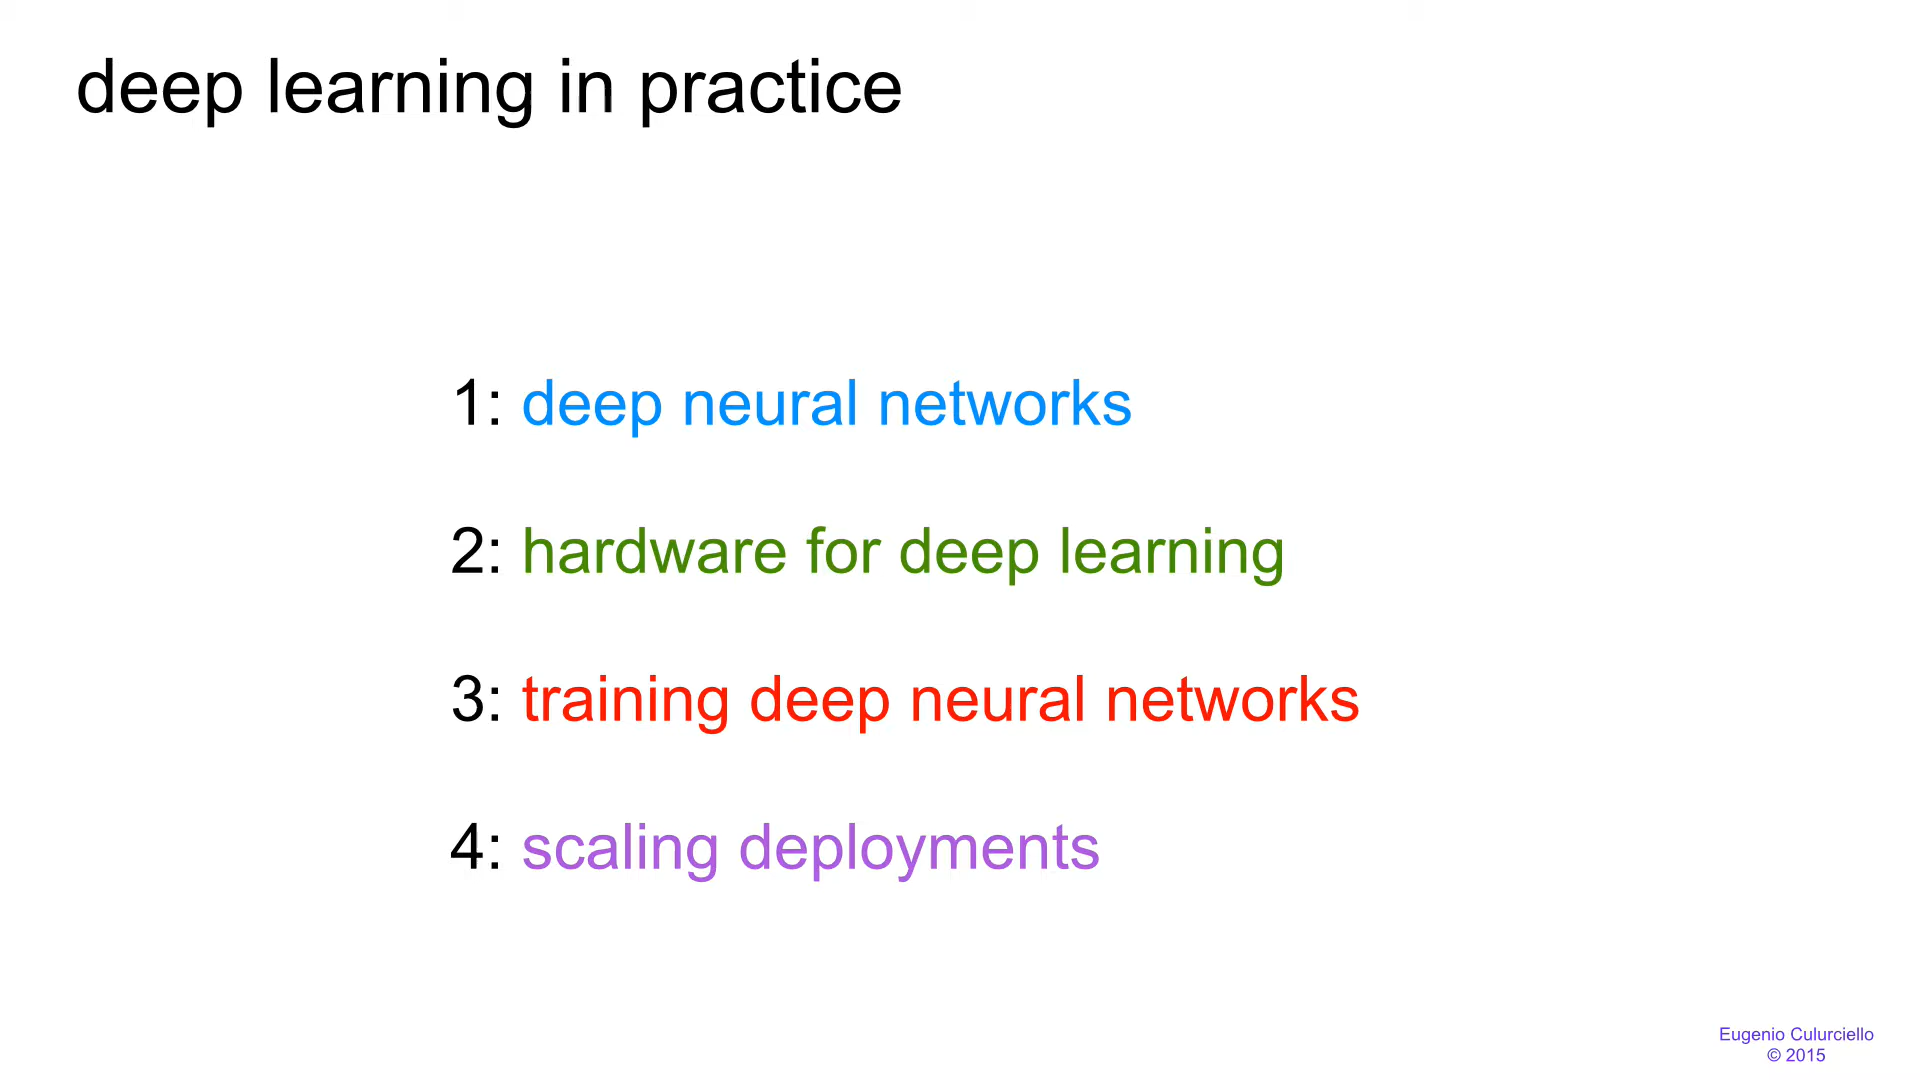 deep learning in practice
1: deep neural networks
2: hardware for deep learning
3: training deep neural networks
4: scaling deployments
Eugenio Culurciello
© 2015